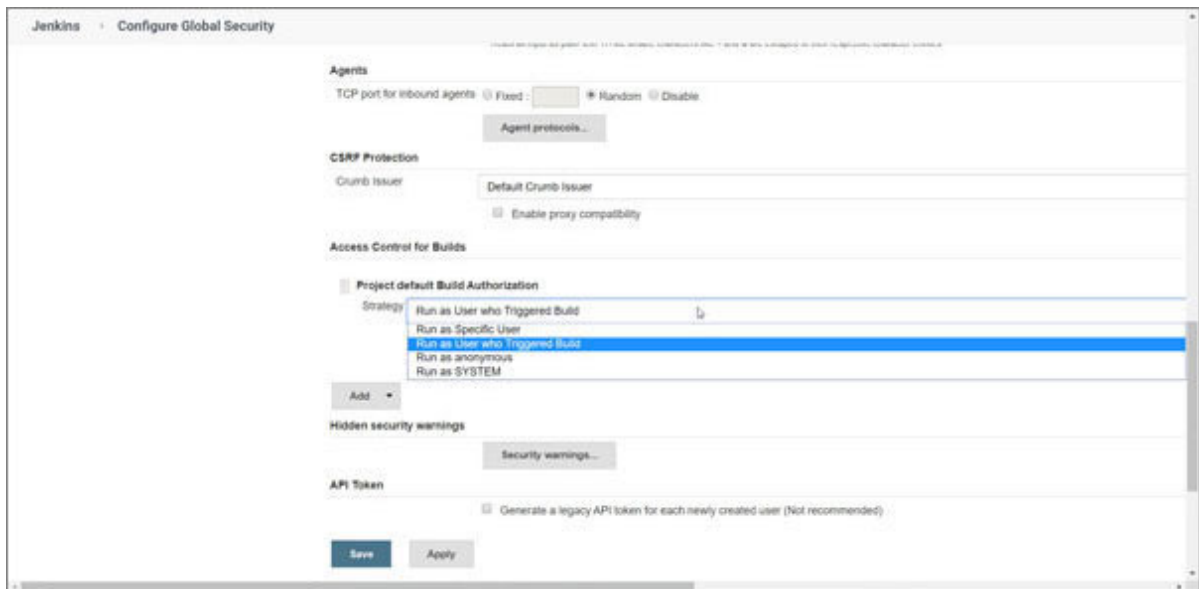 Jenkins › Configure Global Security
Agents
TCP port for inbound agents Fixed : Random Disable
Agent protocols...
CSRF Protection
Crumb Issuer
Default Crumb Issuer
Enable proxy compatibility
Access Control for Builds
Project default Build Authorization
Strategy Run as User who Triggered Build
Run as Specific User
Run as User who Triggered Build
Run as anonymous
Run as SYSTEM
Add
Hidden security warnings
Security warnings...
API Token
Generate a legacy API token for each newly created user (Not recommended)
Save Apply